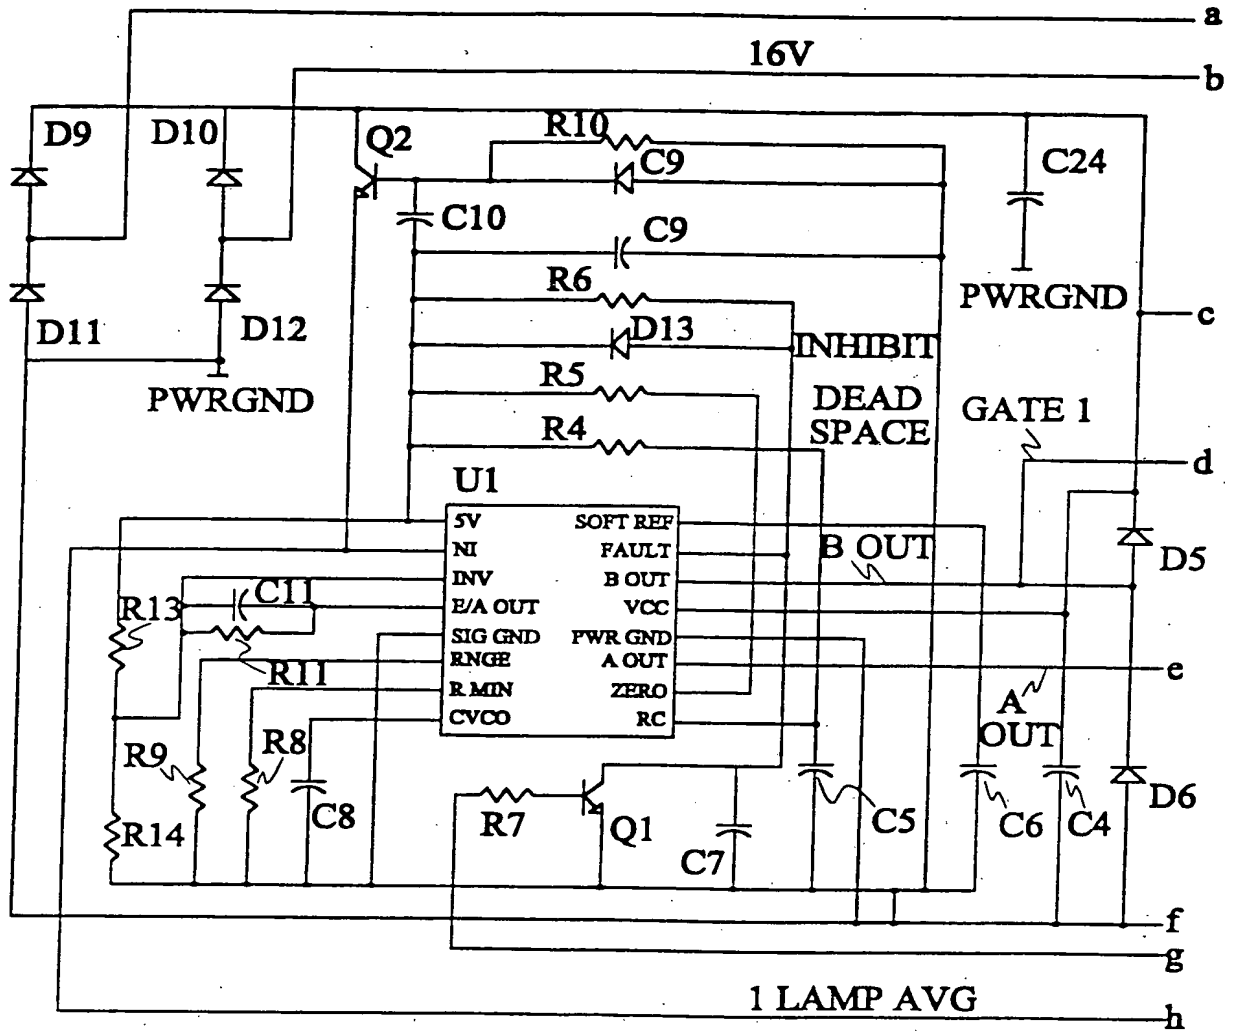 a
16V
b
D9
D10
Q2
R10
C9
C24
C10
C9
R6
PWRGND
D11
D12
D13
c
INHIBIT
PWRGND
R5
DEAD
SPACE
GATE 1
R4
d
U1
5V
SOFT REF
NI
FAULT
B OUT
D5
INV
B OUT
C11
R13
E/A OUT
VCC
SIG GND
PWR GND
RNGE
A OUT
e
R11
R MIN
ZERO
A
OUT
CVCO
RC
R9
R8
D6
C8
R7
Q1
C5
C6
C4
R14
C7
f
g
1 LAMP AVG
h